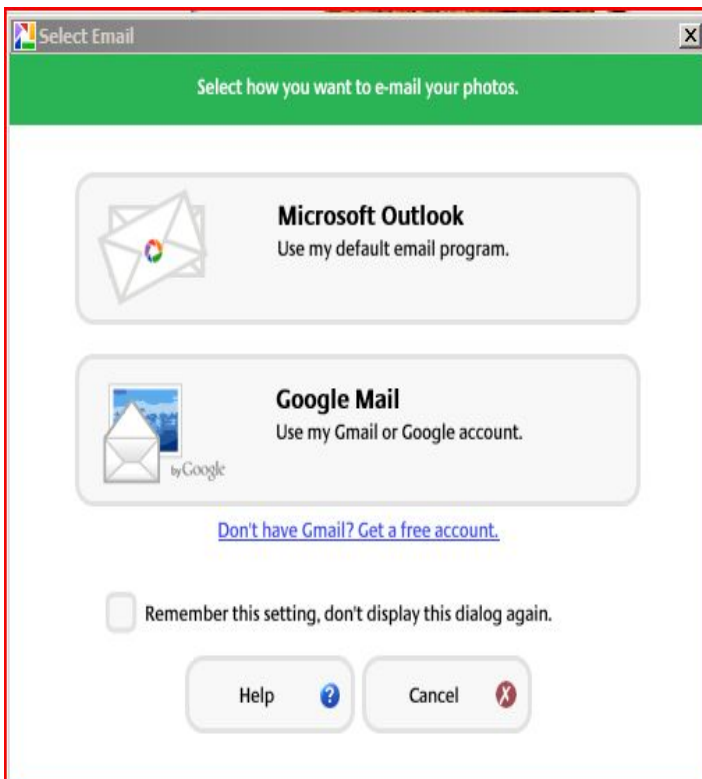 Select Email
Select how you want to e-mail your photos.
Microsoft Outlook
Use my default email program.
Google Mail
Use my Gmail or Google account.
by Google
Don't have Gmail? Get a free account.
Remember this setting, don't display this dialog again.
Help ?
Cancel X